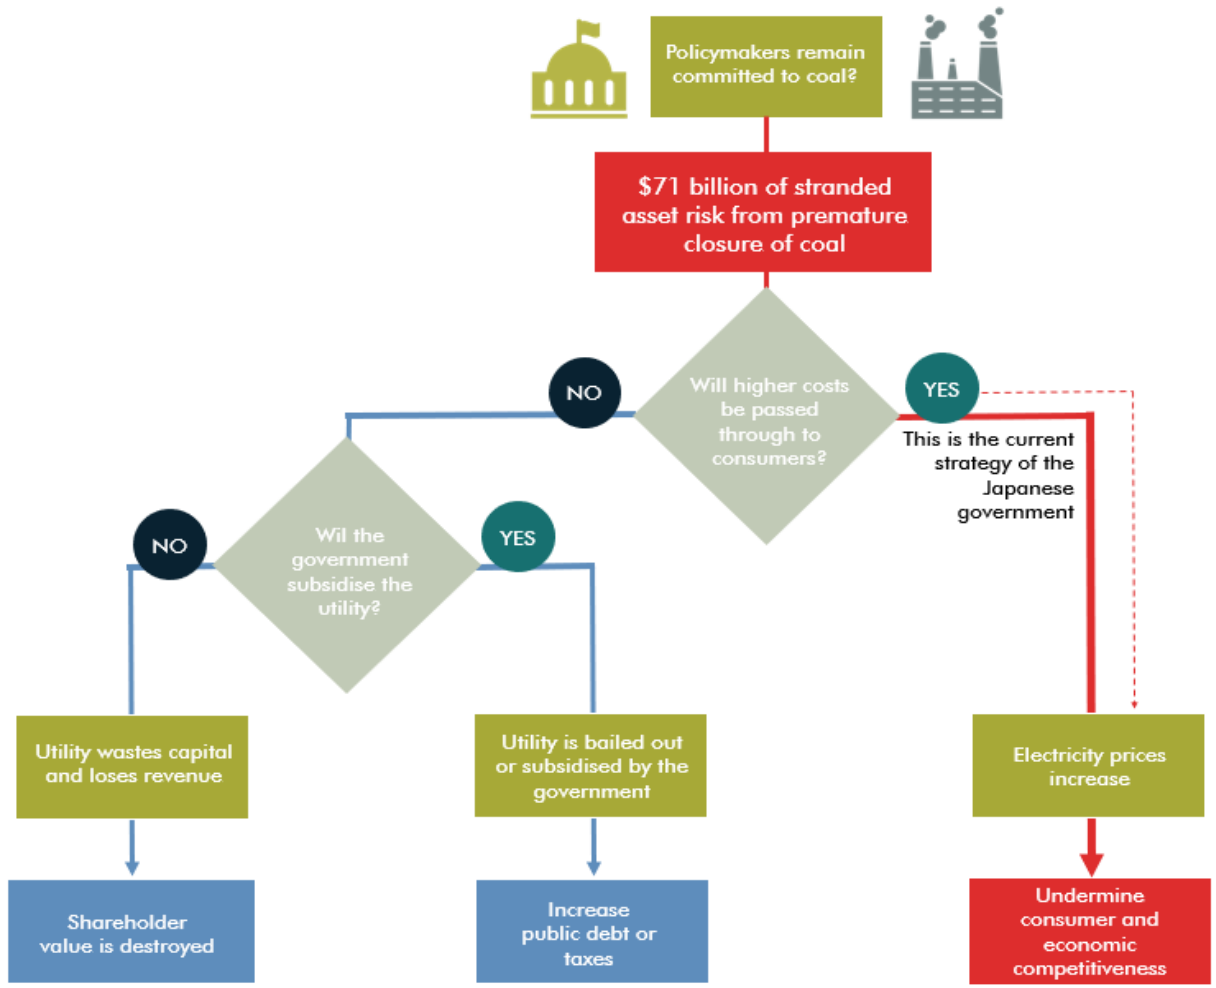 Policymakers remain
committed to coal?
$71 billion of stranded
asset risk from premature
closure of coal
Will higher costs
be passed
through to
consumers?
NO
YES
This is the current
strategy of the
Japanese
government
Wil the
government
subsidise the
utility?
NO
YES
Utility wastes capital
and loses revenue
Utility is bailed out
or subsidised by the
government
Electricity prices
increase
Shareholder
value is destroyed
Increase
public debt or
taxes
Undermine
consumer and
economic
competitiveness